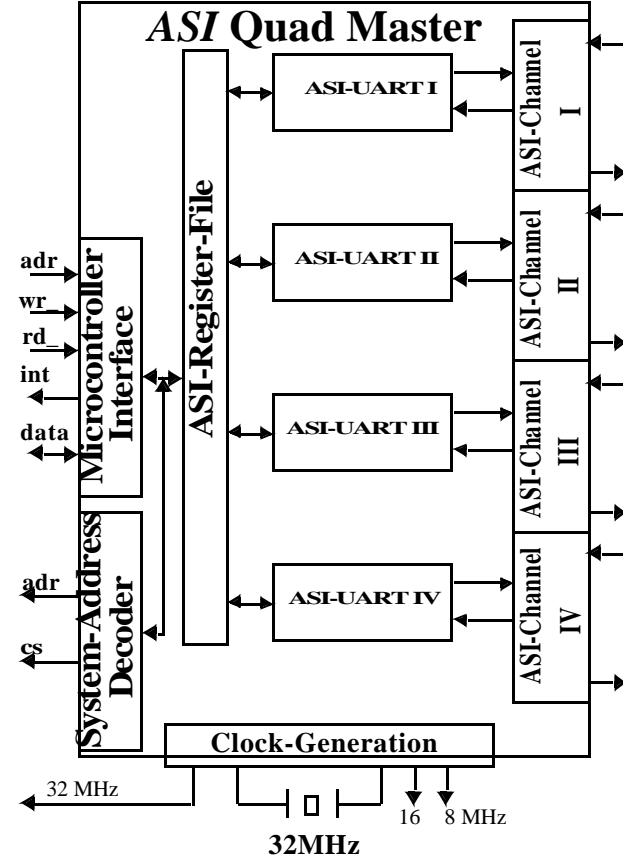 ASI Quad Master
ASI-UART I
ASI-Channel
I
ASI-Register-File
ASI-UART II
ASI-Channel
II
adr
wr_
rd_
int
data
Microcontroller
Interface
ASI-UART III
ASI-Channel
III
adr
cs
System-Address
Decoder
ASI-UART IV
ASI-Channel
IV
Clock-Generation
32 MHz
16
8 MHz
32MHz